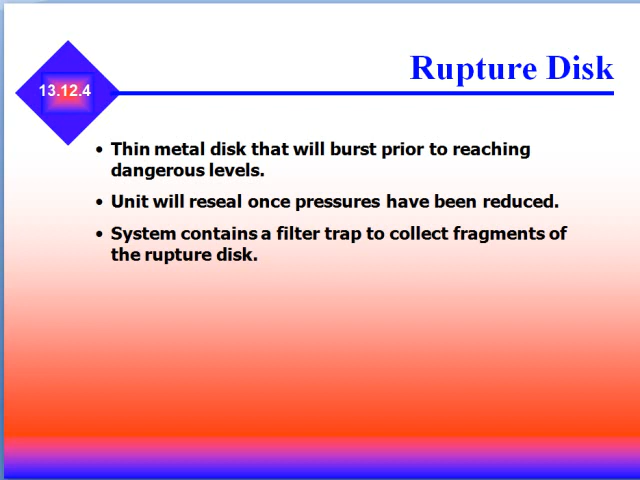 Rupture Disk
13.12.4
• Thin metal disk that will burst prior to reaching
dangerous levels.
• Unit will reseal once pressures have been reduced.
• System contains a filter trap to collect fragments of
the rupture disk.